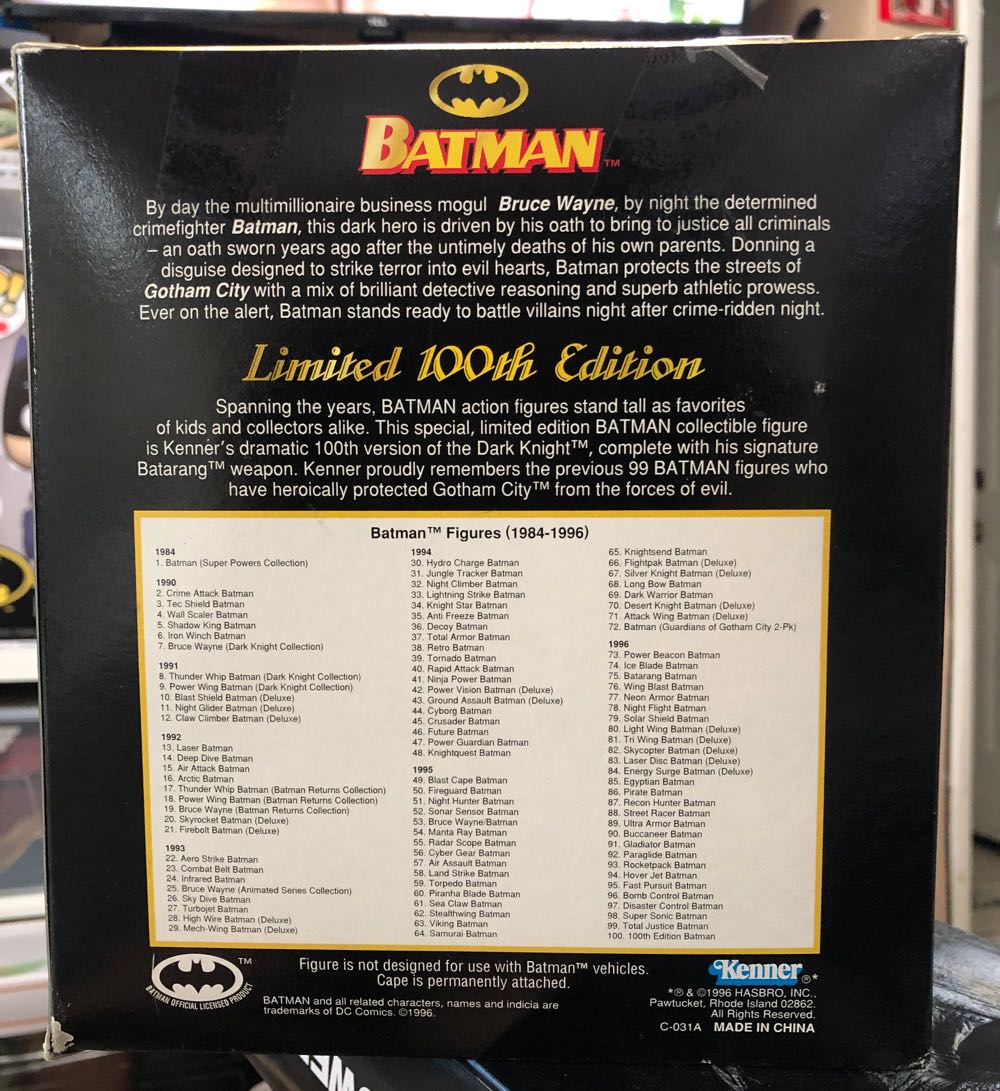 BATMAN™
By day the multimillionaire business mogul Bruce Wayne, by night the determined
crimefighter Batman, this dark hero is driven by his oath to bring to justice all criminals
– an oath sworn years ago after the untimely deaths of his own parents. Donning a
disguise designed to strike terror into evil hearts, Batman protects the streets of
Gotham City with a mix of brilliant detective reasoning and superb athletic prowess.
Ever on the alert, Batman stands ready to battle villains night after crime-ridden night.
Limited 100th Edition
Spanning the years, BATMAN action figures stand tall as favorites
of kids and collectors alike. This special, limited edition BATMAN collectible figure
is Kenner's dramatic 100th version of the Dark Knight™, complete with his signature
Batarang™ weapon. Kenner proudly remembers the previous 99 BATMAN figures who
have heroically protected Gotham City™ from the forces of evil.
Batman™ Figures (1984-1996)
1984
1. Batman (Super Powers Collection)
1990
2. Crime Attack Batman
3. Tec Shield Batman
4. Wall Scaler Batman
5. Shadow King Batman
6. Iron Winch Batman
7. Bruce Wayne (Dark Knight Collection)
1991
8. Thunder Whip Batman (Dark Knight Collection)
9. Power Wing Batman (Dark Knight Collection)
10. Blast Shield Batman (Deluxe)
11. Night Glider Batman (Deluxe)
12. Claw Climber Batman (Deluxe)
1992
13. Laser Batman
14. Deep Dive Batman
15. Air Attack Batman
16. Arctic Batman
17. Thunder Whip Batman (Batman Returns Collection)
18. Power Wing Batman (Batman Returns Collection)
19. Bruce Wayne (Batman Returns Collection)
20. Skyrocket Batman (Deluxe)
21. Firebolt Batman (Deluxe)
1993
22. Aero Strike Batman
23. Combat Belt Batman
24. Infrared Batman
25. Bruce Wayne (Animated Series Collection)
26. Sky Dive Batman
27. Turbojet Batman
28. High Wire Batman (Deluxe)
29. Mech-Wing Batman (Deluxe)
1994
30. Hydro Charge Batman
31. Jungle Tracker Batman
32. Night Climber Batman
33. Lightning Strike Batman
34. Knight Star Batman
35. Anti Freeze Batman
36. Decoy Batman
37. Total Armor Batman
38. Retro Batman
39. Tornado Batman
40. Rapid Attack Batman
41. Ninja Power Batman
42. Power Vision Batman (Deluxe)
43. Ground Assault Batman (Deluxe)
44. Cyborg Batman
45. Crusader Batman
46. Future Batman
47. Power Guardian Batman
48. Knightquest Batman
1995
49. Blast Cape Batman
50. Fireguard Batman
51. Night Hunter Batman
52. Sonar Sensor Batman
53. Bruce Wayne/Batman
54. Manta Ray Batman
55. Radar Scope Batman
56. Cyber Gear Batman
57. Air Assault Batman
58. Land Strike Batman
59. Torpedo Batman
60. Piranha Blade Batman
61. Sea Claw Batman
62. Stealthwing Batman
63. Viking Batman
64. Samurai Batman
65. Knightsend Batman
66. Flightpak Batman (Deluxe)
67. Silver Knight Batman (Deluxe)
68. Long Bow Batman
69. Dark Warrior Batman
70. Desert Knight Batman (Deluxe)
71. Attack Wing Batman (Deluxe)
72. Batman (Guardians of Gotham City 2-Pk)
1996
73. Power Beacon Batman
74. Ice Blade Batman
75. Batarang Batman
76. Wing Blast Batman
77. Neon Armor Batman
78. Night Flight Batman
79. Solar Shield Batman
80. Light Wing Batman (Deluxe)
81. Tri Wing Batman (Deluxe)
82. Skycopter Batman (Deluxe)
83. Laser Disc Batman (Deluxe)
84. Energy Surge Batman (Deluxe)
85. Egyptian Batman
86. Pirate Batman
87. Recon Hunter Batman
88. Street Racer Batman
89. Ultra Armor Batman
90. Buccaneer Batman
91. Gladiator Batman
92. Paraglide Batman
93. Rocketpack Batman
94. Hover Jet Batman
95. Fast Pursuit Batman
96. Bomb Control Batman
97. Disaster Control Batman
98. Super Sonic Batman
99. Total Justice Batman
100. 100th Edition Batman
™
BATMAN OFFICIAL LICENSED PRODUCT
Figure is not designed for use with Batman™ vehicles.
Cape is permanently attached.
BATMAN and all related characters, names and indicia are
trademarks of DC Comics. ©1996.
Kenner®*
*® & ©1996 HASBRO, INC.,
Pawtucket, Rhode Island 02862.
All Rights Reserved.
C-031A MADE IN CHINA